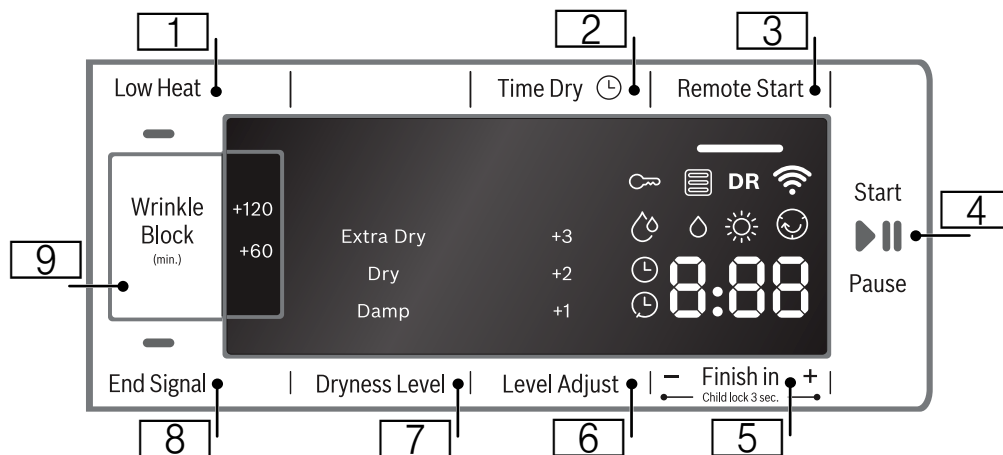 1
2
3
Low Heat
Time Dry
Remote Start
DR
Wrinkle
Block
(min.)
+120
+60
Extra Dry +3
Dry +2
Damp +1
8:88
Start
Pause
4
9
End Signal
Dryness Level
Level Adjust
− Finish in +
Child lock 3 sec.
8
7
6
5